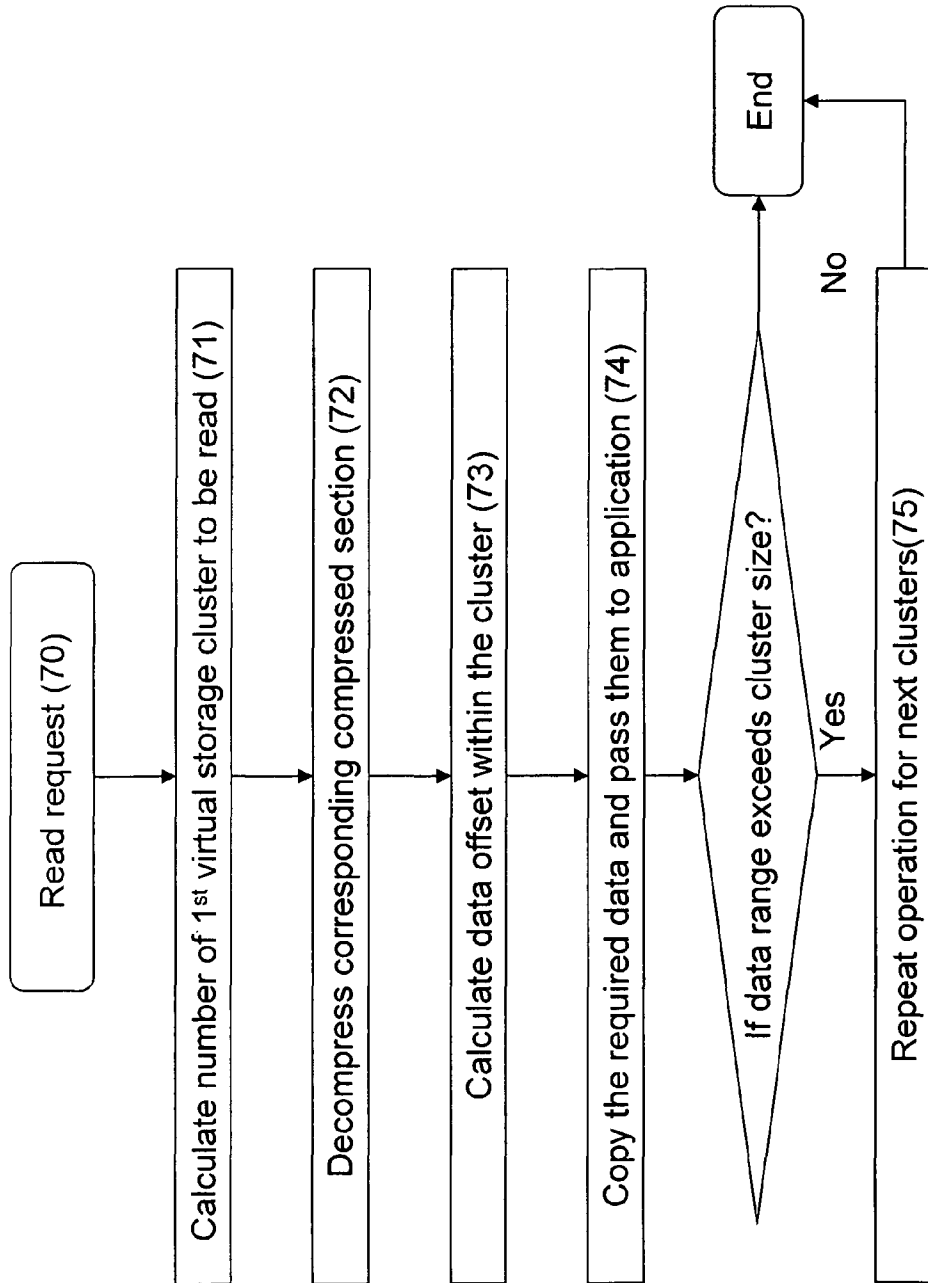 Read request (70)
Calculate number of 1st virtual storage cluster to be read (71)
Decompress corresponding compressed section (72)
Calculate data offset within the cluster (73)
Copy the required data and pass them to application (74)
If data range exceeds cluster size?
No
End
Yes
Repeat operation for next clusters(75)